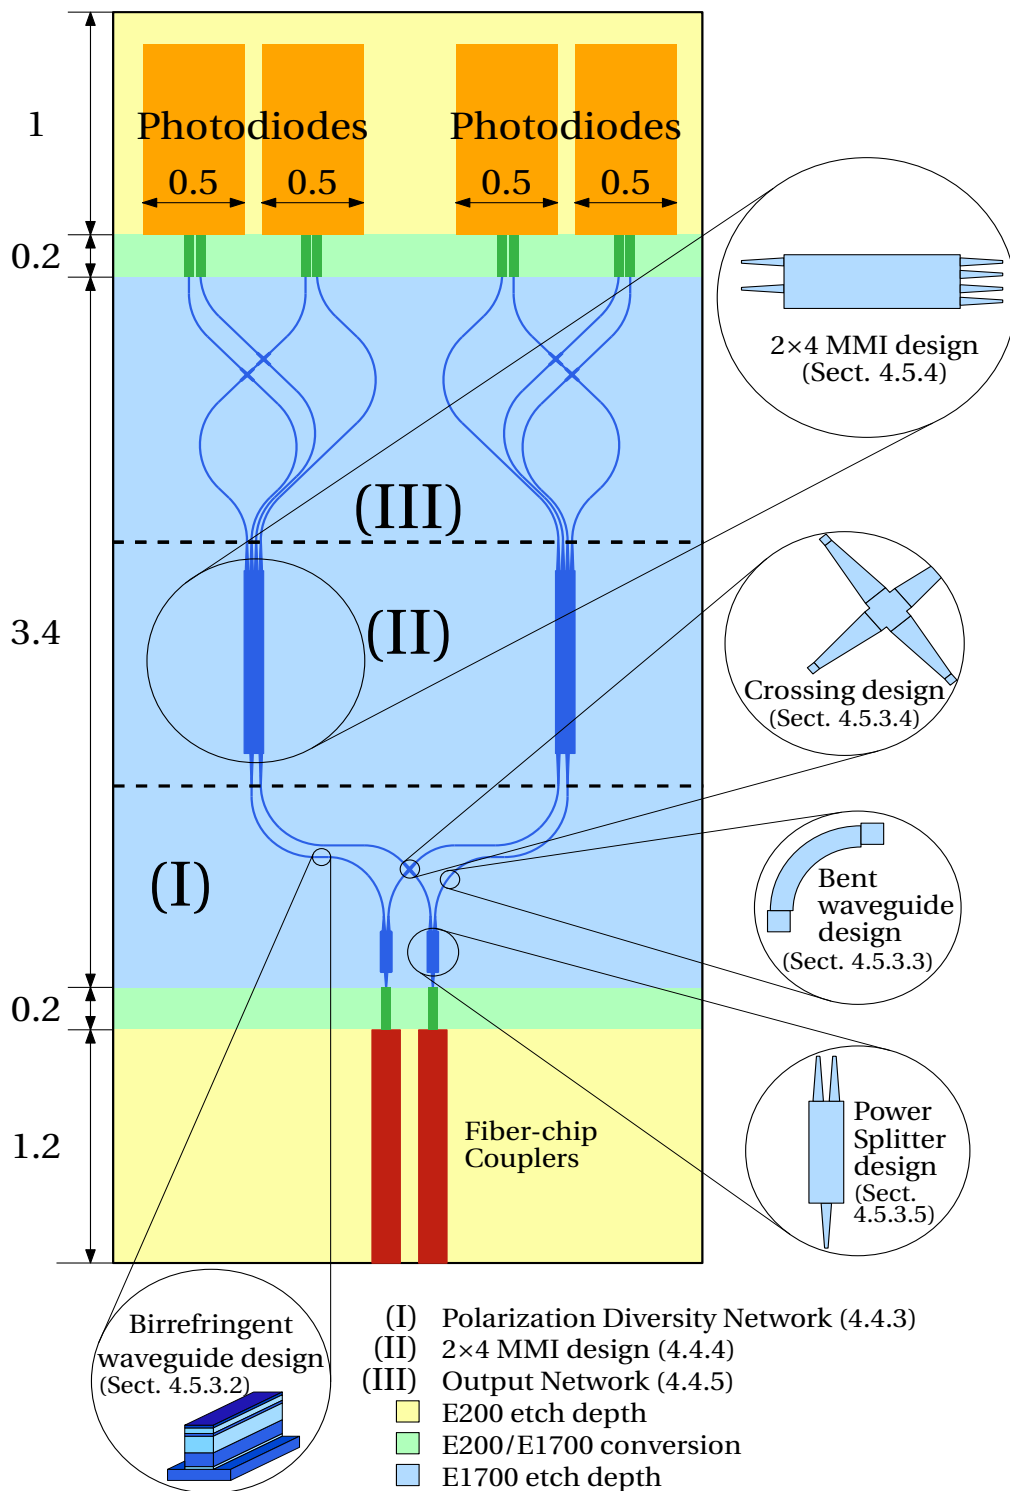 1
Photodiodes
Photodiodes
0.5
0.5
0.5
0.5
0.2
2×4 MMI design
(Sect. 4.5.4)
(III)
3.4
(II)
Crossing design
(Sect. 4.5.3.4)
(I)
Bent
waveguide
design
(Sect. 4.5.3.3)
0.2
1.2
Fiber-chip
Couplers
Power
Splitter
design
(Sect.
4.5.3.5)
Birrefringent
waveguide design
(Sect. 4.5.3.2)
(I) Polarization Diversity Network (4.4.3)
(II) 2×4 MMI design (4.4.4)
(III) Output Network (4.4.5)
E200 etch depth
E200/E1700 conversion
E1700 etch depth